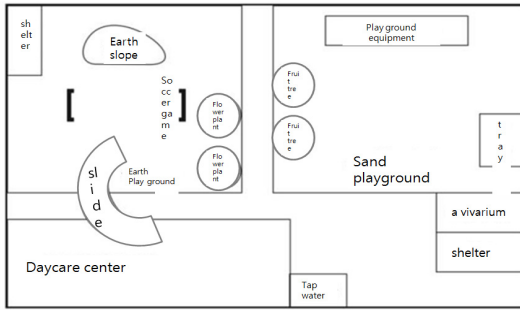 sh
elt
er
Earth
slope
So
cc
er
ga
m
e
Flo
wer
pla
nt
Flo
wer
pla
nt
sl
i
d
e
Earth
Play ground
Daycare center
Tap
water
Play ground
equipment
Frui
t
tre
e
Frui
t
tre
e
Sand
playground
t
r
a
y
a vivarium
shelter